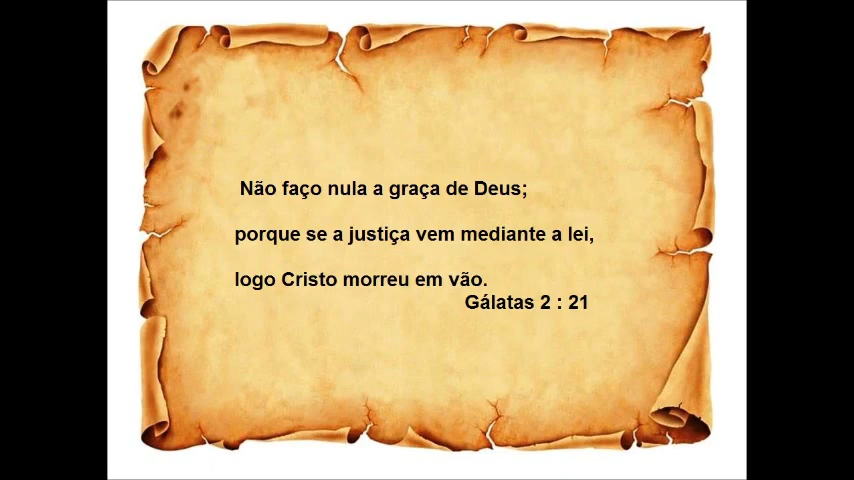 Não faço nula a graça de Deus;
porque se a justiça vem mediante a lei,
logo Cristo morreu em vão.
Gálatas 2 : 21